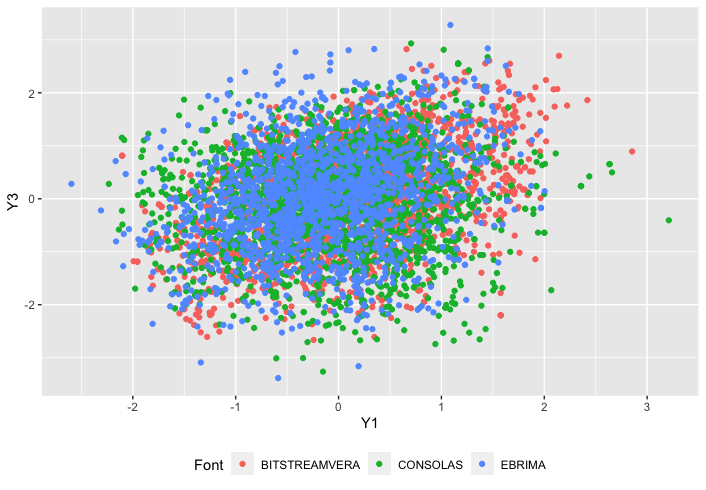 Y3
2
0
-2
-2 -1 0 1 2 3
Y1
Font BITSTREAMVERA CONSOLAS EBRIMA